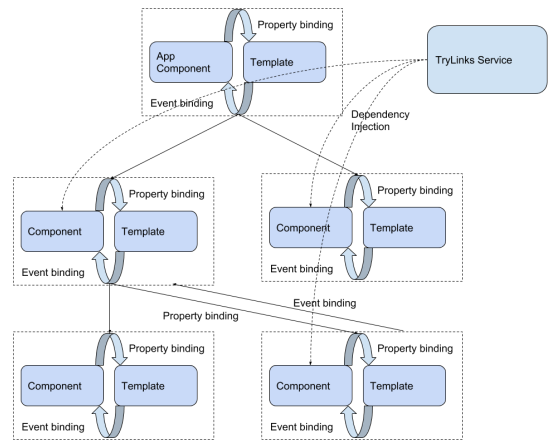 Property binding
App
Component
Template
TryLinks Service
Event binding
Dependency
Injection
Property binding
Component
Template
Event binding
Property binding
Component
Template
Event binding
Event binding
Property binding
Property binding
Component
Template
Event binding
Property binding
Component
Template
Event binding